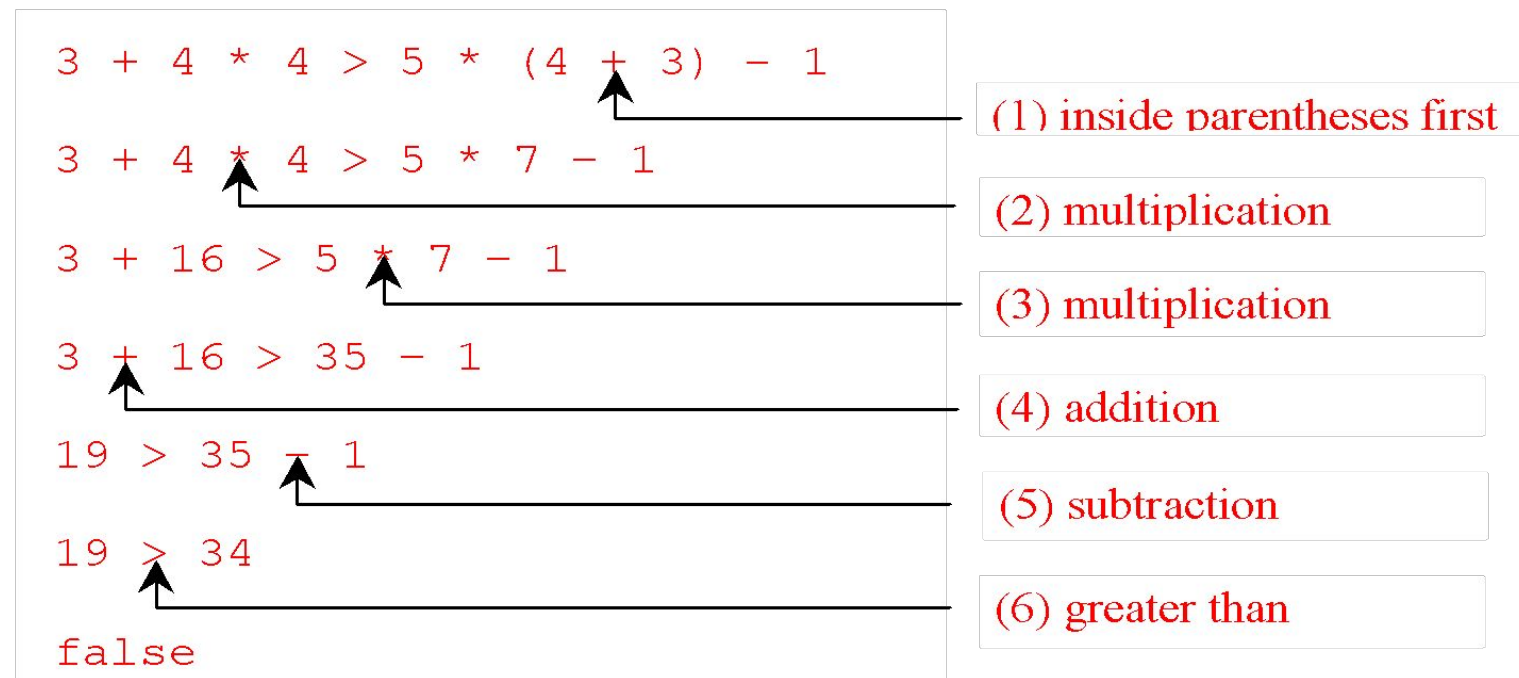 3 + 4 * 4 > 5 * (4 + 3) – 1
(1) inside parentheses first
3 + 4 * 4 > 5 * 7 – 1
(2) multiplication
3 + 16 > 5 * 7 – 1
(3) multiplication
3 + 16 > 35 – 1
(4) addition
19 > 35 – 1
(5) subtraction
19 > 34
(6) greater than
false